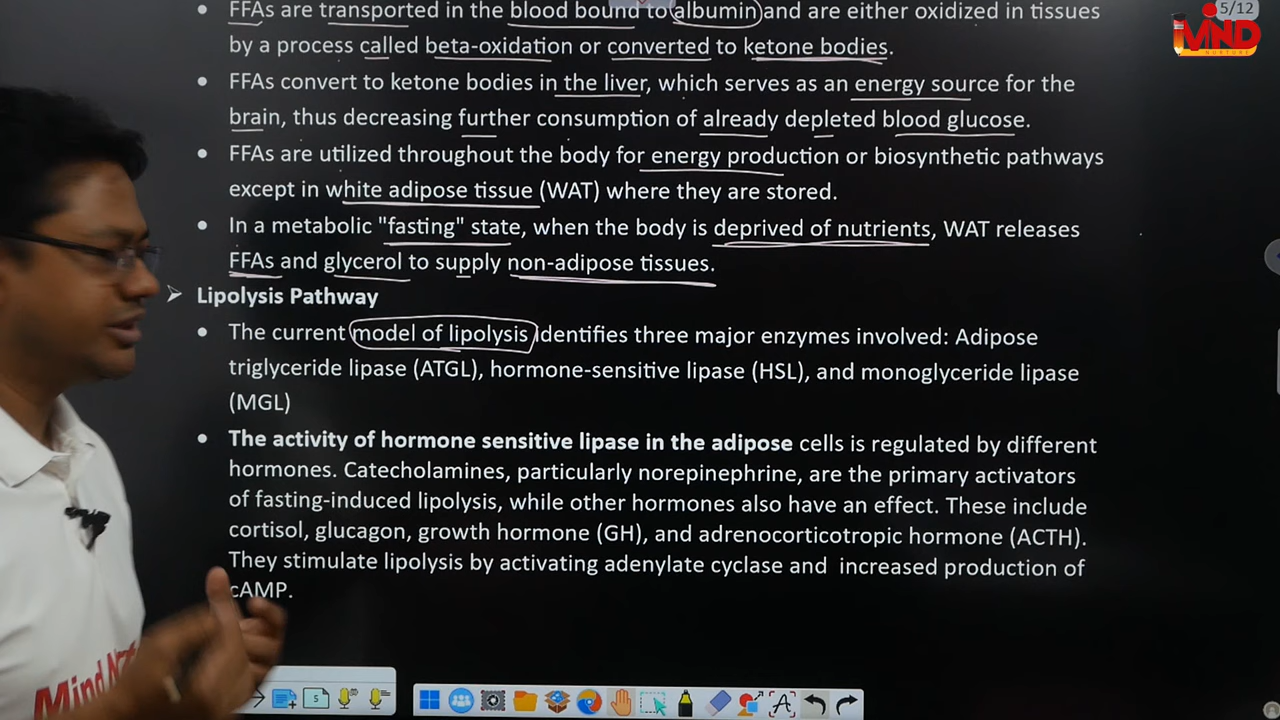 5/12
MIND
NURTURE
• FFAs are transported in the blood bound to albumin and are either oxidized in tissues
by a process called beta-oxidation or converted to ketone bodies.
• FFAs convert to ketone bodies in the liver, which serves as an energy source for the
brain, thus decreasing further consumption of already depleted blood glucose.
• FFAs are utilized throughout the body for energy production or biosynthetic pathways
except in white adipose tissue (WAT) where they are stored.
• In a metabolic "fasting" state, when the body is deprived of nutrients, WAT releases
FFAs and glycerol to supply non-adipose tissues.
➢ Lipolysis Pathway
• The current model of lipolysis identifies three major enzymes involved: Adipose
triglyceride lipase (ATGL), hormone-sensitive lipase (HSL), and monoglyceride lipase
(MGL)
• The activity of hormone sensitive lipase in the adipose cells is regulated by different
hormones. Catecholamines, particularly norepinephrine, are the primary activators
of fasting-induced lipolysis, while other hormones also have an effect. These include
cortisol, glucagon, growth hormone (GH), and adrenocorticotropic hormone (ACTH).
They stimulate lipolysis by activating adenylate cyclase and increased production of
cAMP.
Mind
5